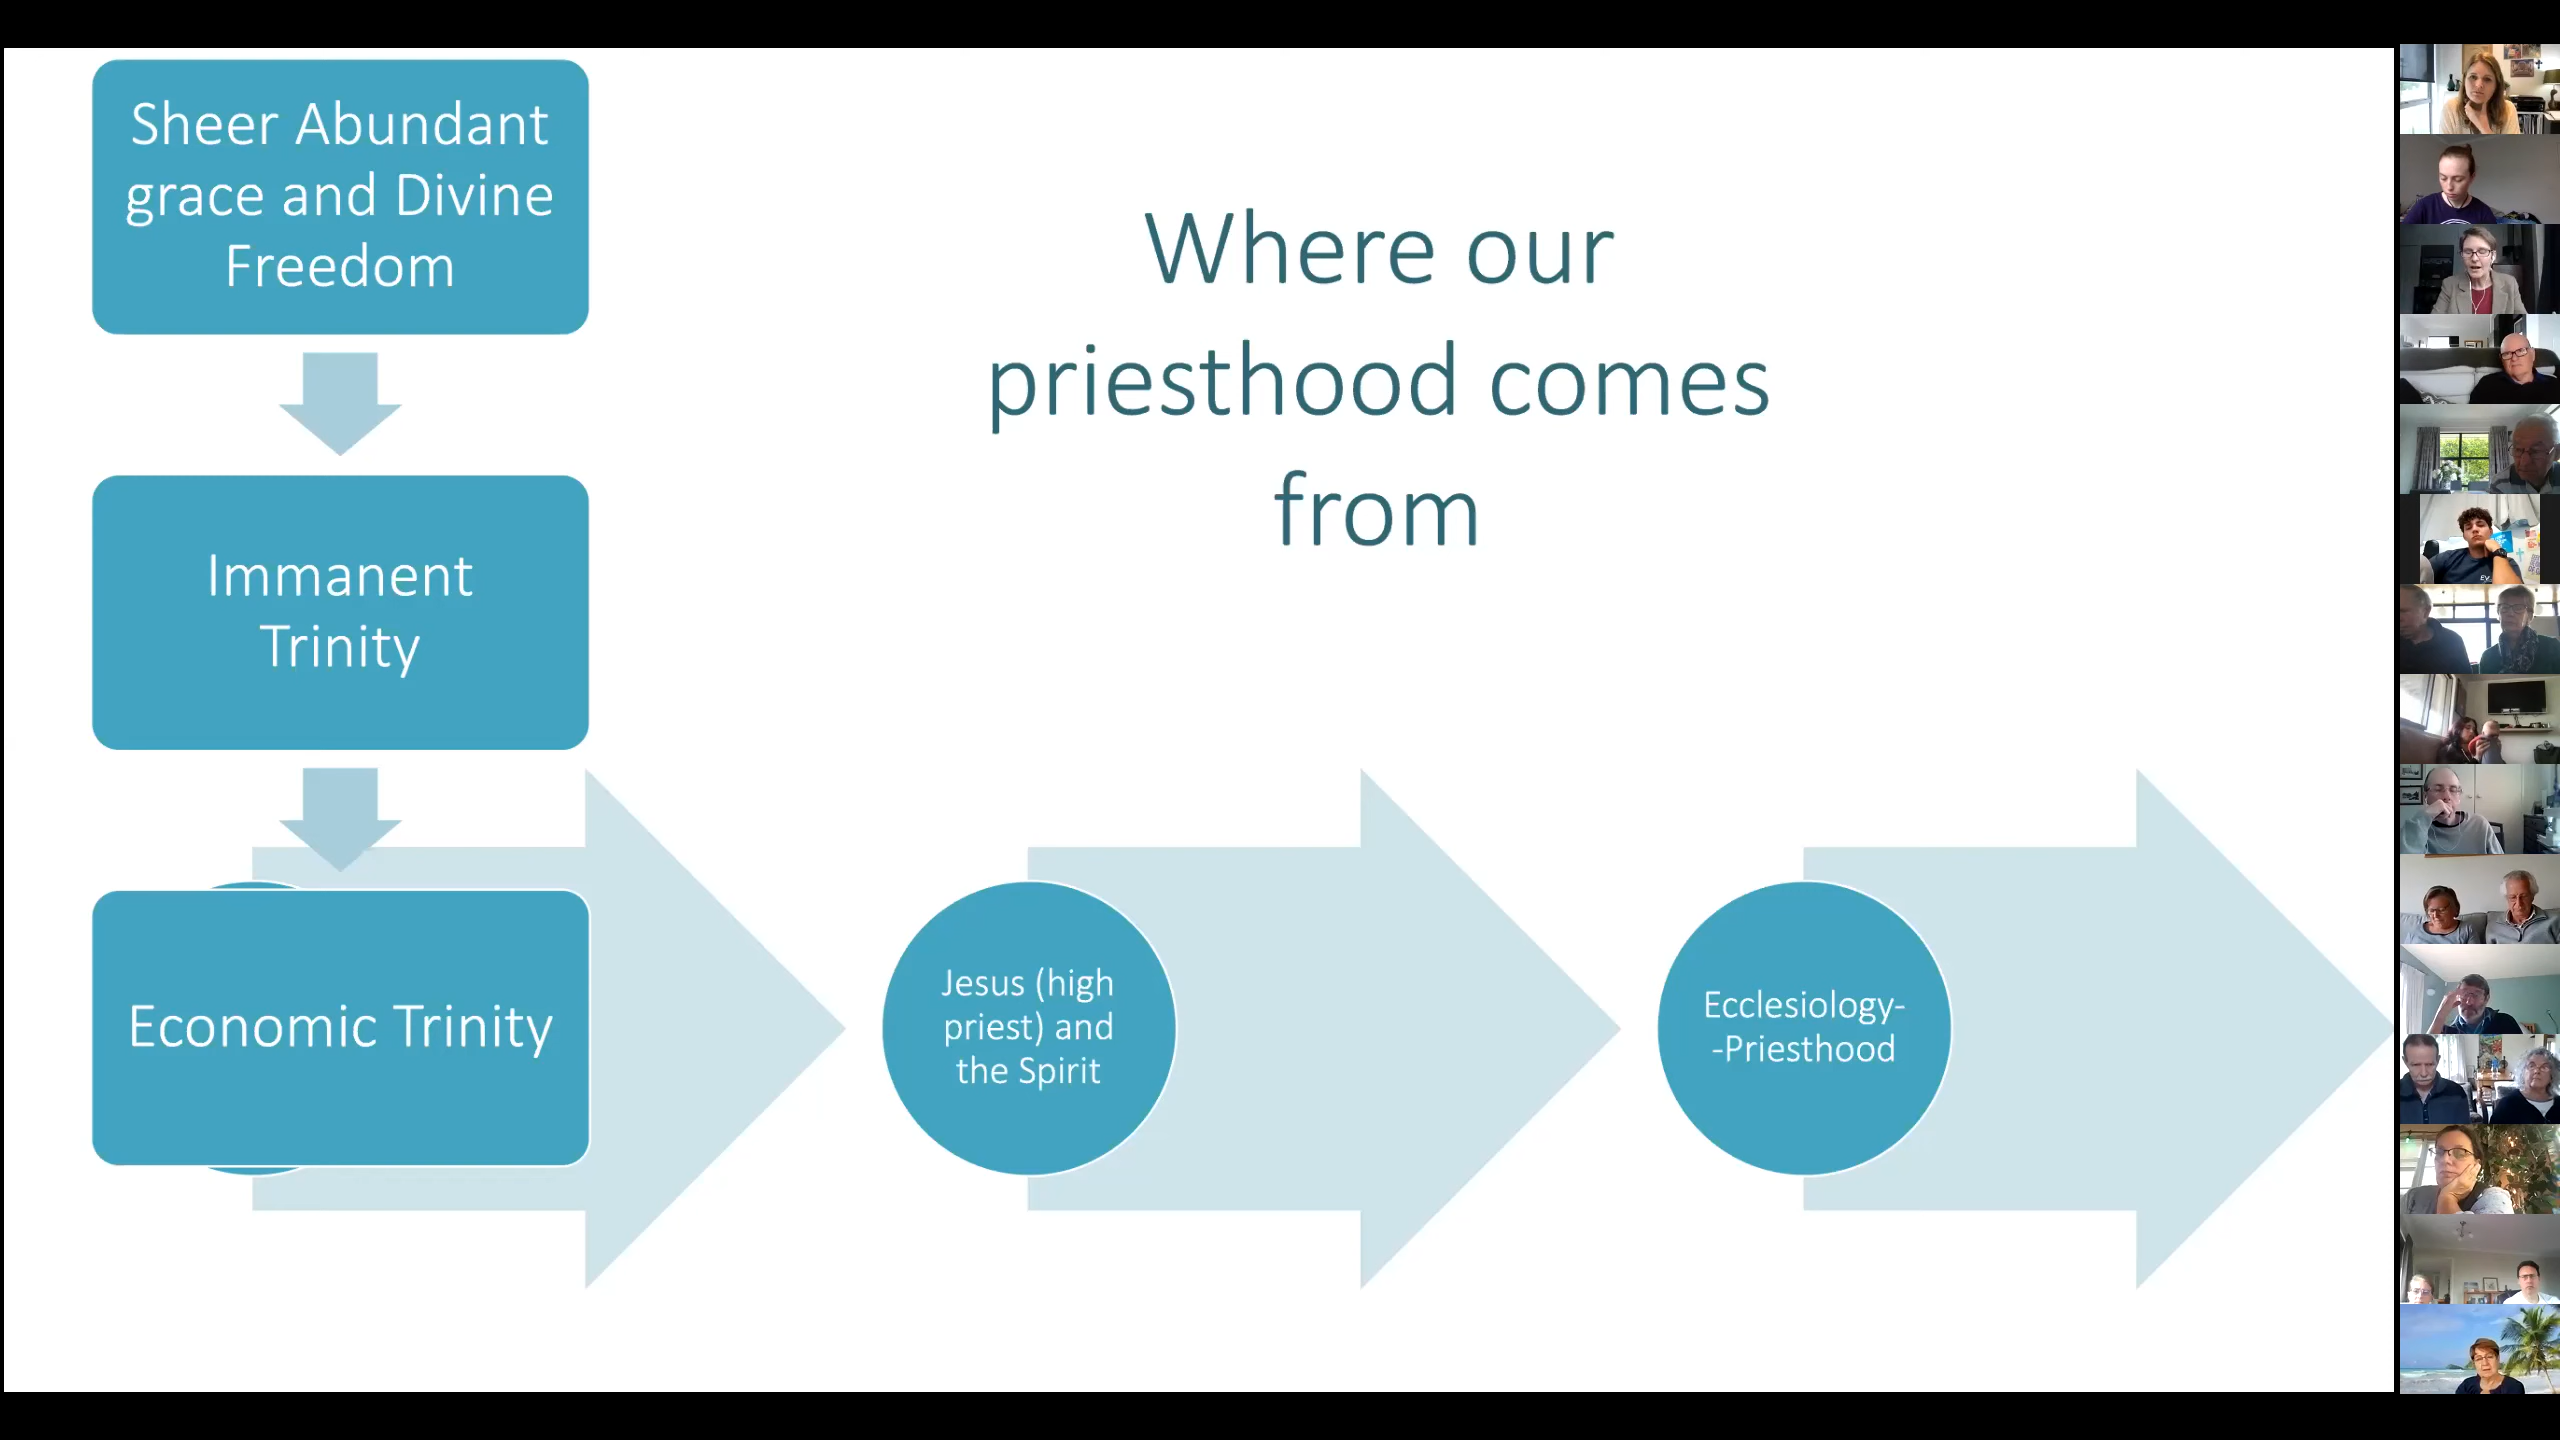 Sheer Abundant
grace and Divine
Freedom
Where our
priesthood comes
from
Immanent
Trinity
Economic Trinity
Jesus (high
priest) and
the Spirit
Ecclesiology-
-Priesthood